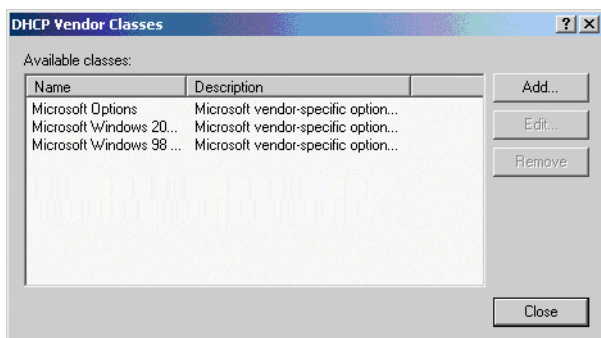 DHCP Vendor Classes
Available classes:
Name Description
Microsoft Options Microsoft vendor-specific option...
Microsoft Windows 20... Microsoft vendor-specific option...
Microsoft Windows 98 ... Microsoft vendor-specific option...
Add...
Edit...
Remove
Close